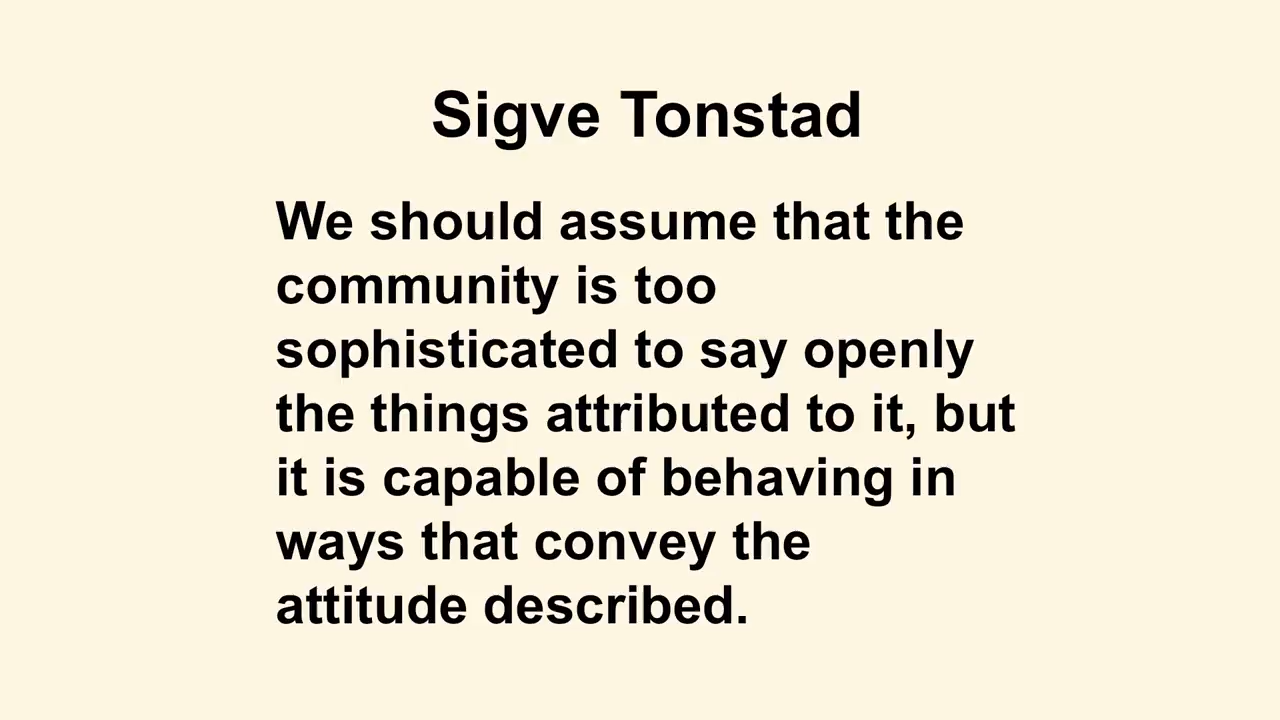 Sigve Tonstad
We should assume that the
community is too
sophisticated to say openly
the things attributed to it, but
it is capable of behaving in
ways that convey the
attitude described.